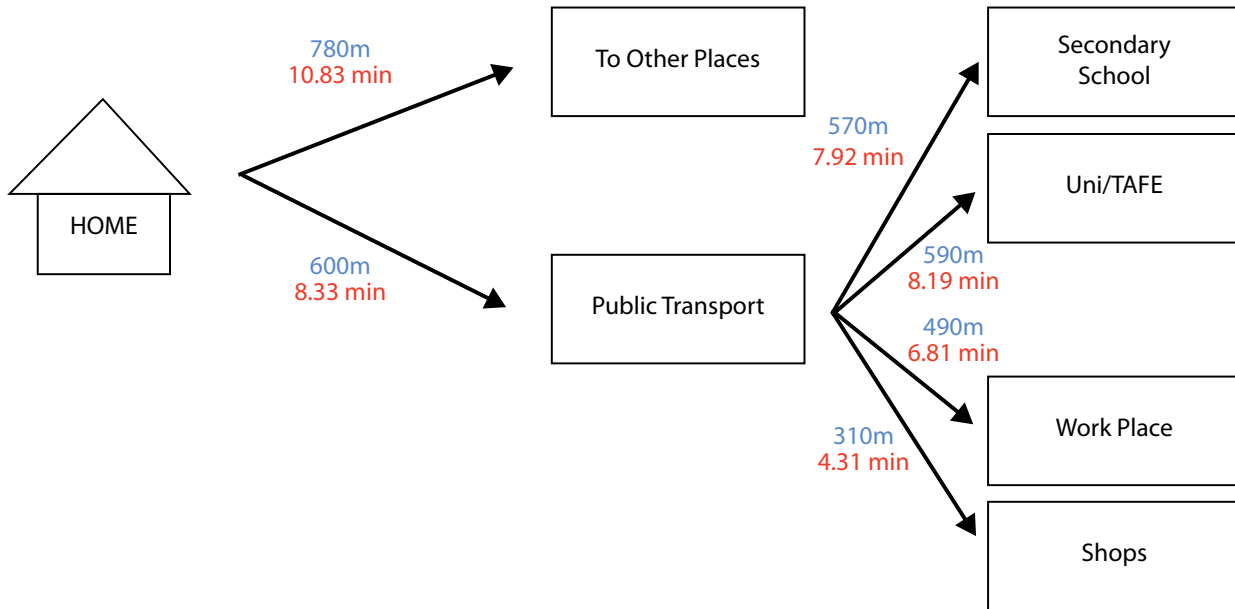 HOME
780m
10.83 min
600m
8.33 min
To Other Places
Public Transport
570m
7.92 min
590m
8.19 min
490m
6.81 min
310m
4.31 min
Secondary
School
Uni/TAFE
Work Place
Shops